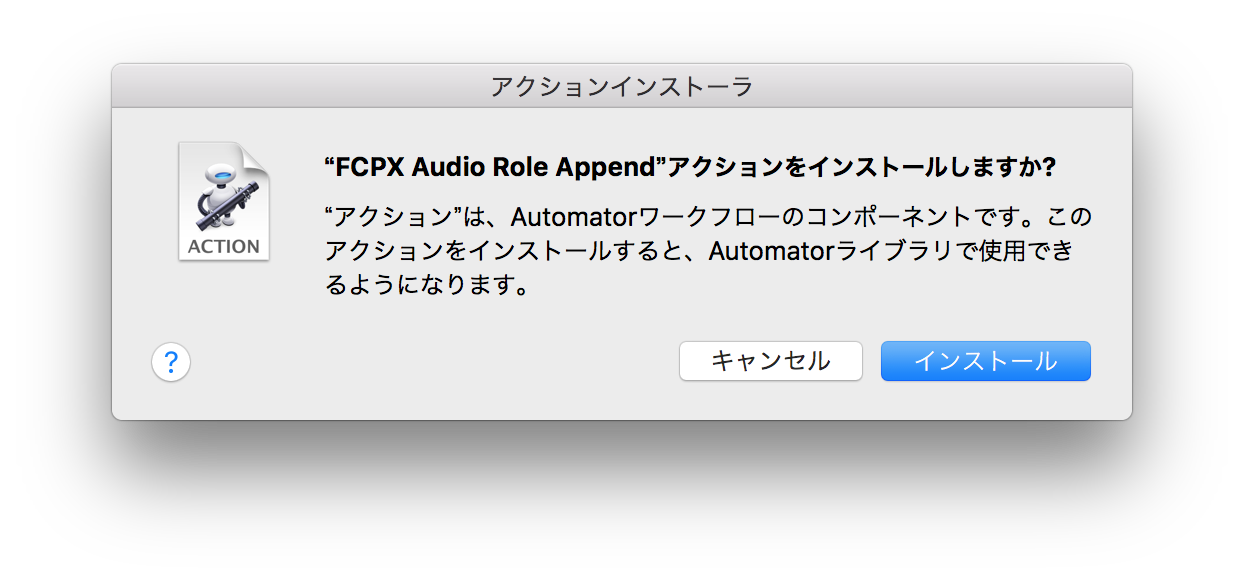 アクションインストーラ
“FCPX Audio Role Append”アクションをインストールしますか?
“アクション”は、Automatorワークフローのコンポーネントです。この
アクションをインストールすると、Automatorライブラリで使用でき
るようになります。
ACTION
?
キャンセル
インストール